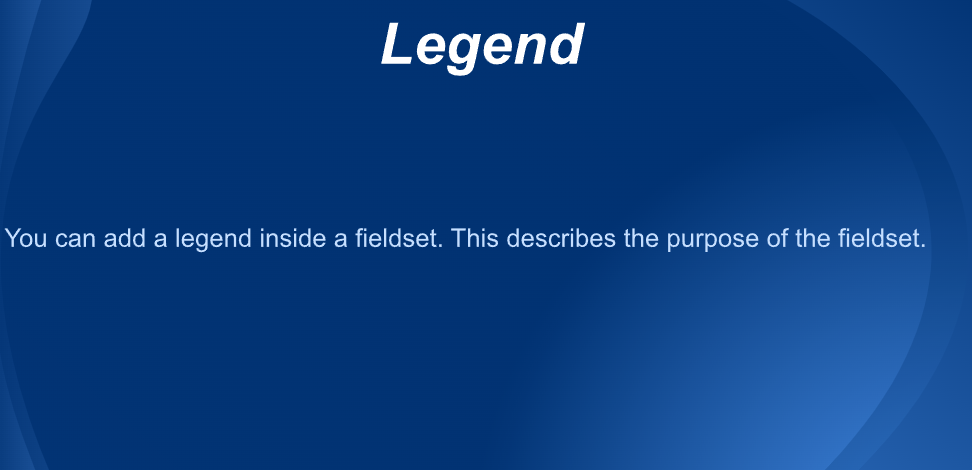 Legend
You can add a legend inside a fieldset. This describes the purpose of the fieldset.